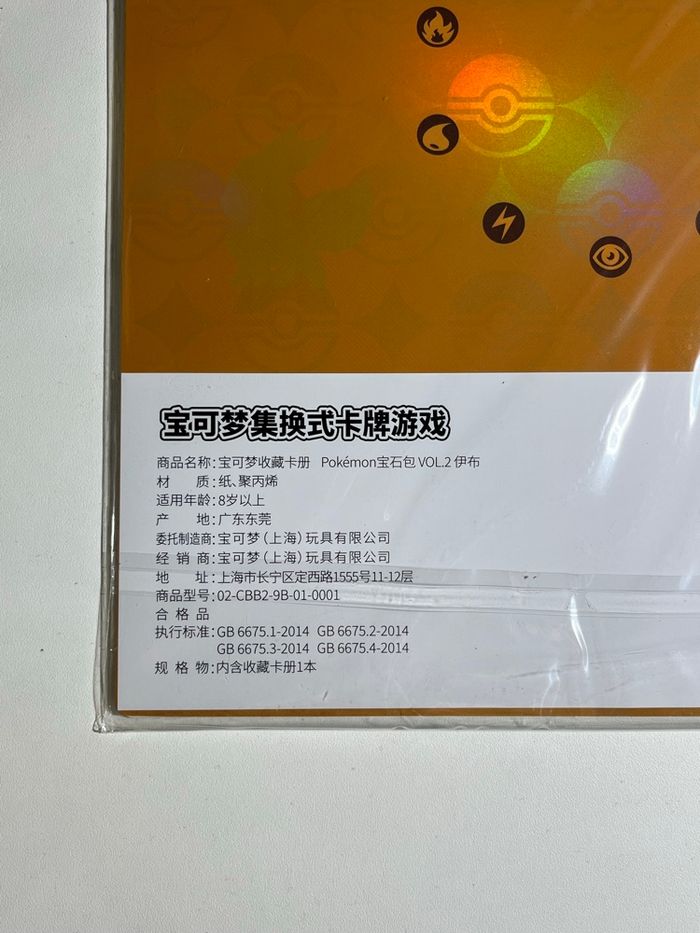 宝可梦集换式卡牌游戏
商品名称:宝可梦收藏卡册 Pokémon宝石包 VOL.2 伊布
材 质:纸、聚丙烯
适用年龄:8岁以上
产 地:广东东莞
委托制造商:宝可梦(上海)玩具有限公司
经 销 商:宝可梦(上海)玩具有限公司
地 址:上海市长宁区定西路1555号11-12层
商品型号:02-CBB2-9B-01-0001
合 格 品
执行标准:GB 6675.1-2014 GB 6675.2-2014
GB 6675.3-2014 GB 6675.4-2014
规 格 物:内含收藏卡册1本